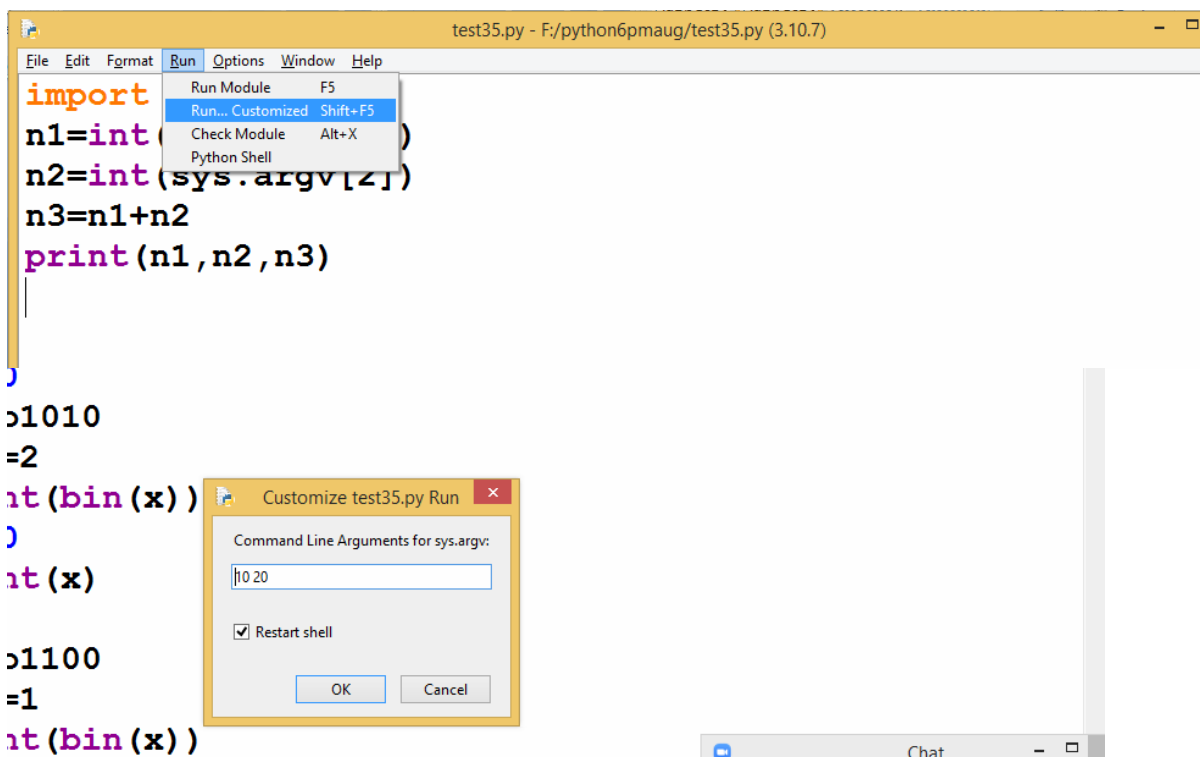 test35.py - F:/python6pmaug/test35.py (3.10.7)
File Edit Format Run Options Window Help
Run Module F5
Run... Customized Shift+F5
Check Module Alt+X
Python Shell
import
n1=int( )
n2=int(sys.argv[2])
n3=n1+n2
print(n1,n2,n3)
1010
=2
nt(bin(x))
nt(x)
1100
=1
nt(bin(x))
Customize test35.py Run
Command Line Arguments for sys.argv:
10 20
Restart shell
OK Cancel
Chat